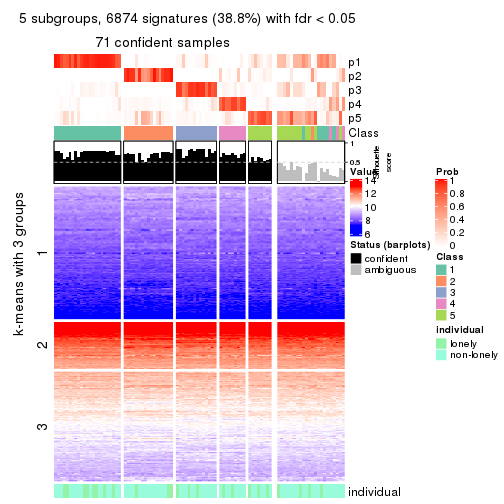 5 subgroups, 6874 signatures (38.8%) with fdr < 0.05
71 confident samples
p1
p2
p3
p4
p5
Class
1
0.5
0
silhouette
score
k-means with 3 groups
1
2
3
individual
Value
14
12
10
8
6
Status (barplots)
confident
ambiguous
Prob
1
0.8
0.6
0.4
0.2
0
Class
1
2
3
4
5
individual
lonely
non-lonely